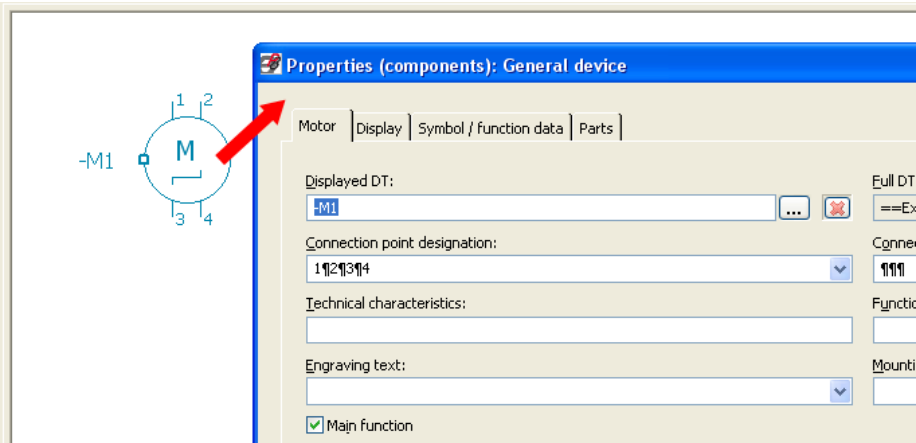 Properties (components): General device
1 2
-M1
M
3 4
Motor Display Symbol / function data Parts
Displayed DT: Full DT
-M1 ... ==Ex
Connection point designation: Connec
1¶2¶3¶4 ¶¶¶
Technical characteristics: Functio
Engraving text: Mounti
Main function